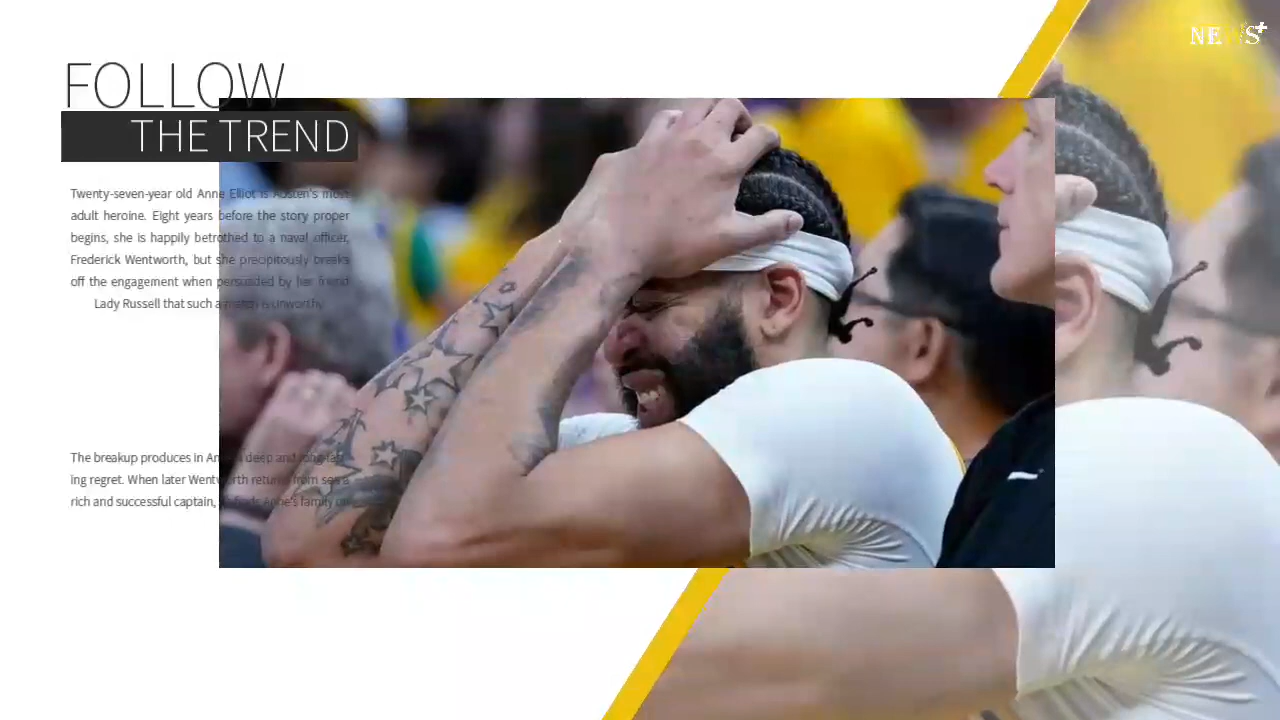 FOLLOW
THE TREND
Twenty-seven-year old Anne Elliot is Austen's most
adult heroine. Eight years before the story proper
begins, she is happily betrothed to a naval officer,
Frederick Wentworth, but she precipitously breaks
off the engagement when persuaded by her friend
Lady Russell that such a match is unworthy
The breakup produces in Anne a deep and long-last-
ing regret. When later Wentworth returns from sea a
rich and successful captain, finds Anne's family on
NEWS+